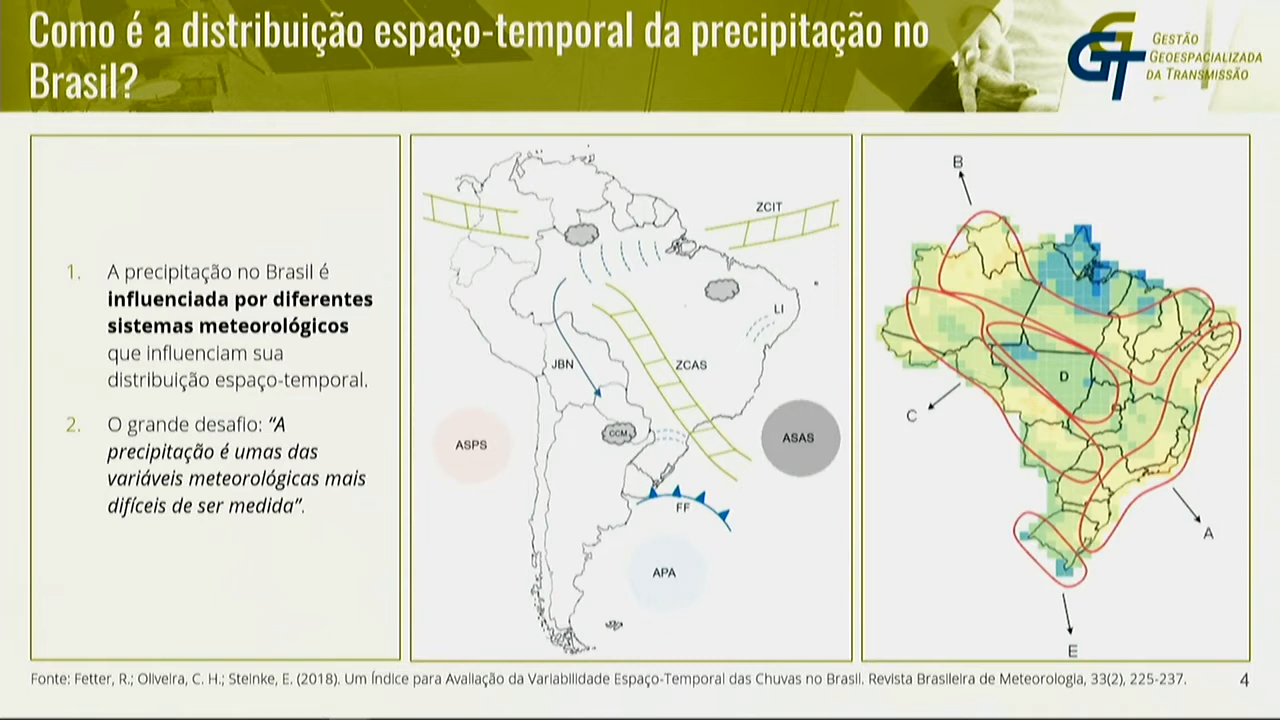 Como é a distribuição espaço-temporal da precipitação no
Brasil?
GGT
GESTÃO
GEOESPACIALIZADA
DA TRANSMISSÃO
1. A precipitação no Brasil é
influenciada por diferentes
sistemas meteorológicos
que influenciam sua
distribuição espaço-temporal.
2. O grande desafio: “A
precipitação é umas das
variáveis meteorológicas mais
difíceis de ser medida”.
ZCIT
LI
JBN
ZCAS
CCM
ASPS
ASAS
FF
APA
B
D
C
A
E
Fonte: Fetter, R.; Oliveira, C. H.; Steinke, E. (2018). Um Índice para Avaliação da Variabilidade Espaço-Temporal das Chuvas no Brasil. Revista Brasileira de Meteorologia, 33(2), 225-237.
4